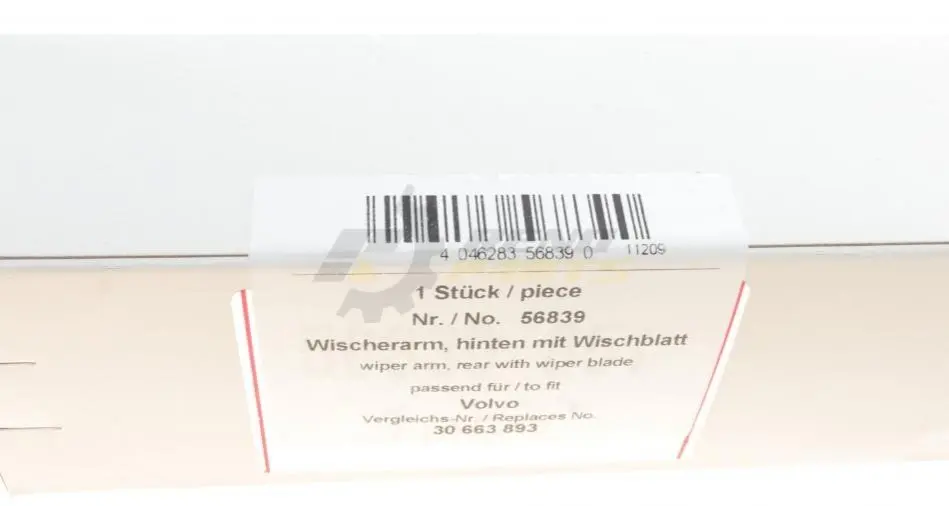 4 046283 56839 0 11209
1 Stück / piece
Nr. / No. 56839
Wischerarm, hinten mit Wischblatt
wiper arm, rear with wiper blade
passend für / to fit
Volvo
Vergleichs-Nr. / Replaces No.
30 663 893